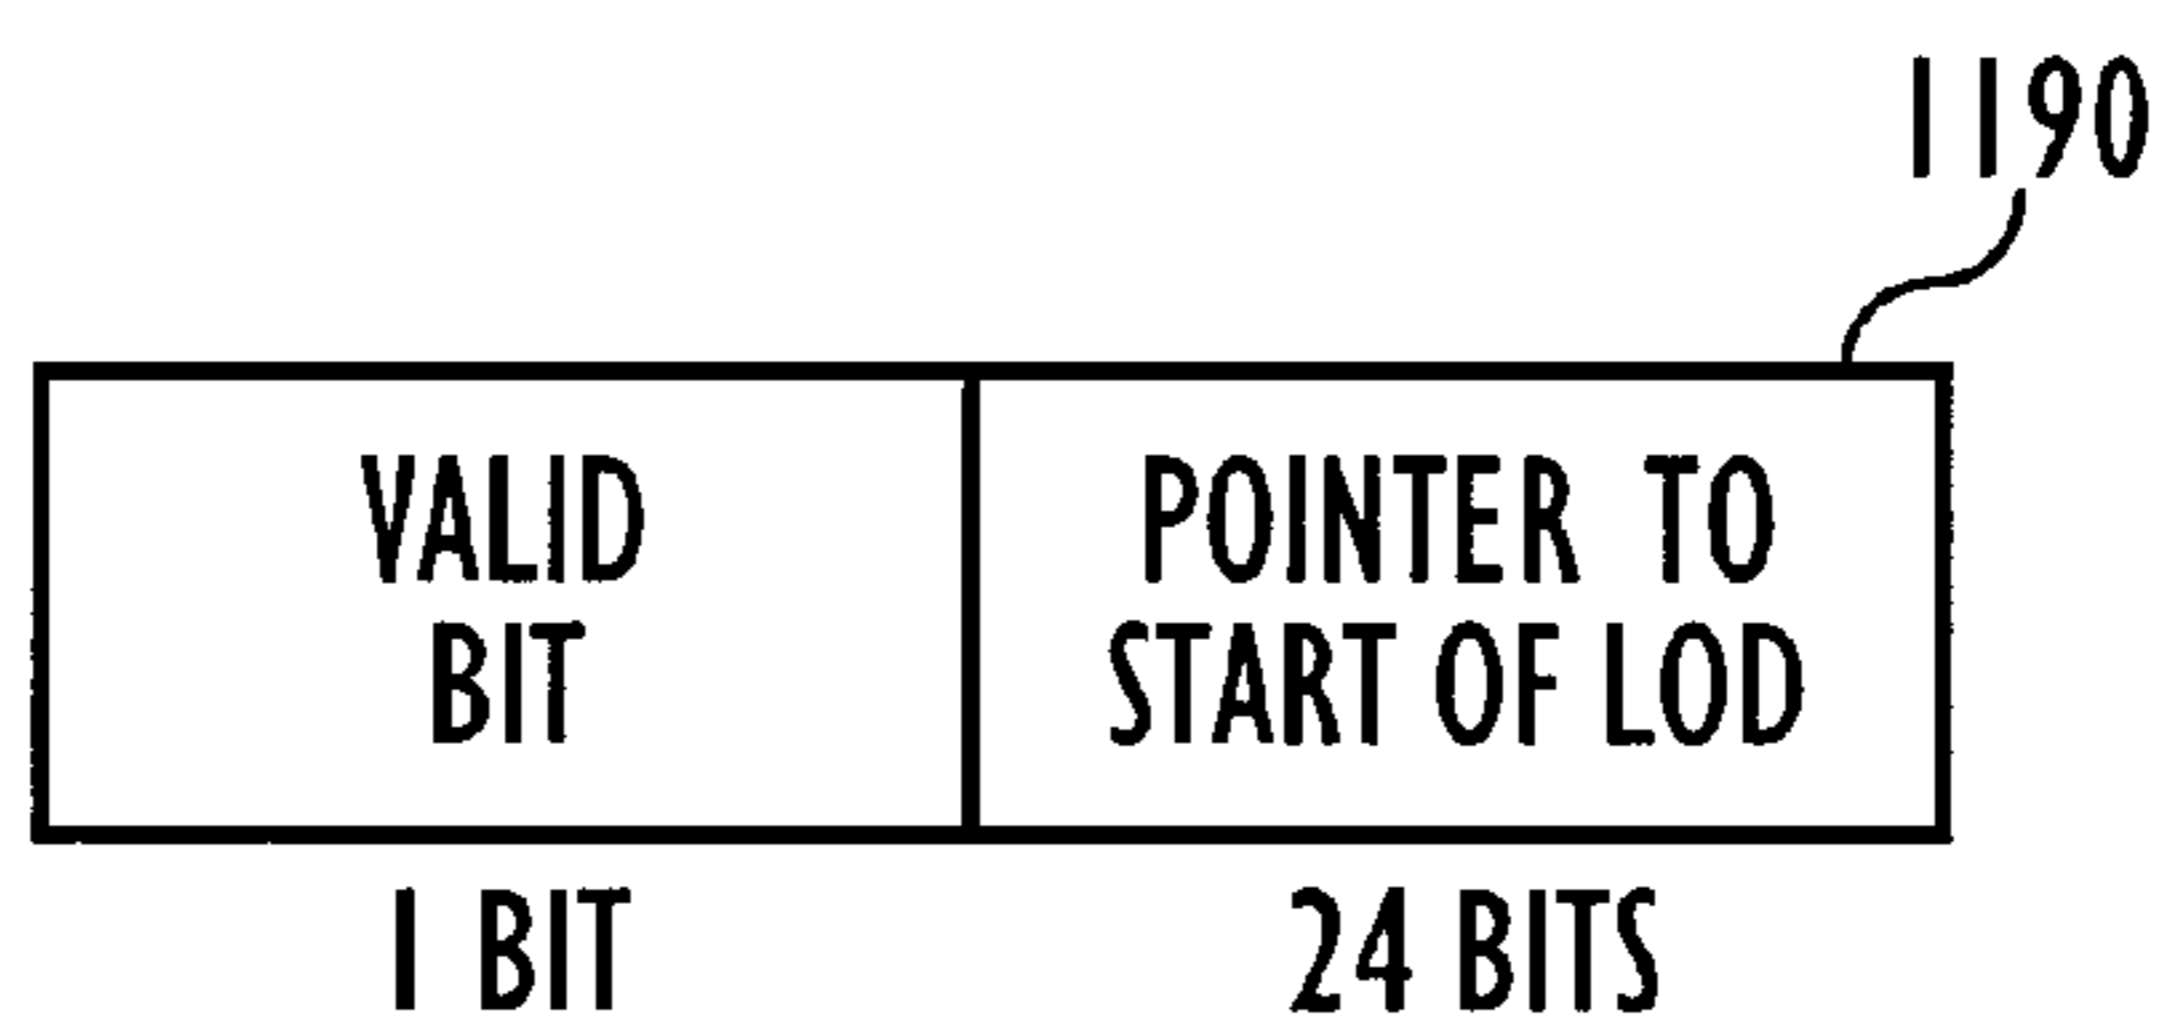 1190
VALID
BIT
POINTER TO
START OF LOD
1 BIT
24 BITS